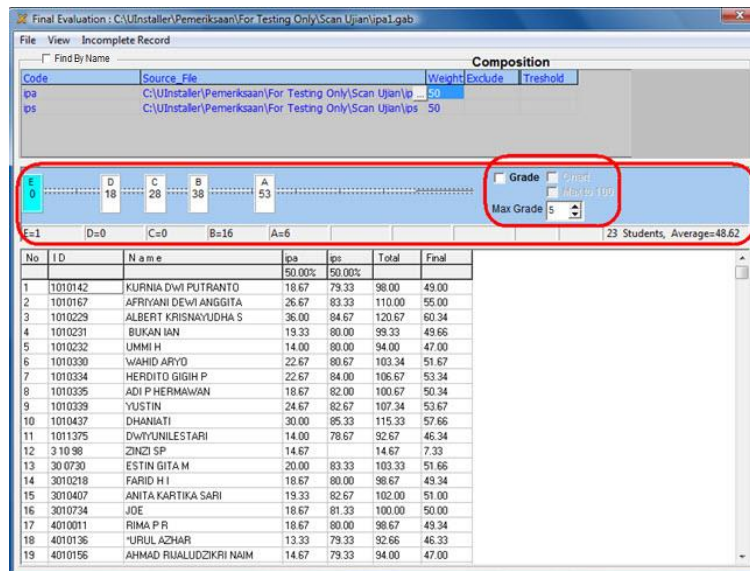 Final Evaluation : C:\UInstaller\Pemeriksaan\For Testing Only\Scan Ujian\ipa1.gab
File View Incomplete Record
Find By Name
Composition
Code Source_File Weight Exclude Treshold
ipa C:\UInstaller\Pemeriksaan\For Testing Only\Scan Ujian\ip ... 50
ips C:\UInstaller\Pemeriksaan\For Testing Only\Scan Ujian\ips 50
E D C B A
0 18 28 38 53
Grade
Max to 100
Max Grade 5
E=1 D=0 C=0 B=16 A=6 23 Students, Average=48.62
No ID Name ipa ips Total Final
50.00% 50.00%
1 1010142 KURNIA DWI PUTRANTO 18.67 79.33 98.00 49.00
2 1010167 AFRIYANI DEWI ANGGITA 26.67 83.33 110.00 55.00
3 1010229 ALBERT KRISNAYUDHA S 36.00 84.67 120.67 60.34
4 1010231 BUKAN IAN 19.33 80.00 99.33 49.66
5 1010232 UMMI H 14.00 80.00 94.00 47.00
6 1010330 WAHID ARYO 22.67 80.67 103.34 51.67
7 1010334 HERDITO GIGIH P 22.67 84.00 106.67 53.34
8 1010335 ADI P HERMAWAN 18.67 82.00 100.67 50.34
9 1010339 YUSTIN 24.67 82.67 107.34 53.67
10 1010437 DHANIATI 30.00 85.33 115.33 57.66
11 1011375 DWIYUNILESTARI 14.00 78.67 92.67 46.34
12 3 10 98 ZINZI SP 14.67 14.67 7.33
13 30 0730 ESTIN GITA M 20.00 83.33 103.33 51.66
14 3010218 FARID H I 18.67 80.00 98.67 49.34
15 3010407 ANITA KARTIKA SARI 19.33 82.67 102.00 51.00
16 3010734 JOE 18.67 81.33 100.00 50.00
17 4010011 RIMA P R 18.67 80.00 98.67 49.34
18 4010136 *URUL AZHAR 13.33 79.33 92.66 46.33
19 4010156 AHMAD RIJALUDZIKRI NAIM 14.67 79.33 94.00 47.00